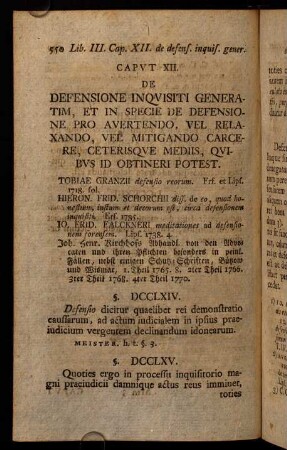 550 Lib. III. Cap. XII. de defens. inquis. gener.
CAPVT XII.
DE
DEFENSIONE INQVISITI GENERA-
TIM, ET IN SPECIE DE DEFENSIO-
NE PRO AVERTENDO, VEL RELA-
XANDO, VEL MITIGANDO CARCE-
RE, CETERISQVE MEDIIS, QVI-
BVS ID OBTINERI POTEST.
TOBIAE GRANZII defensio reorum. Erf. et Lips.
1718. fol.
HIERON. FRID. SCHORCHII diss. de eo, quod ho-
nestum, iustum et decorum est, circa defensionem
inquisiti. Erf. 1735.
IO. FRID. FALCKNERI meditationes ad defensio-
nem forensem. Lips. 1738. 4.
Joh. Henr. Kirchhofs Abhandl. von den Advo-
caten und ihren Pflichten besonders in peinl.
Fällen, nebst einigen Schutz-Schriften, Bützow
und Wismar, 1 Theil 1765. 8. 2ter Theil 1766.
3ter Theil 1768. 4ter Theil 1770.
§. DCCLXIV.
Defensio dicitur quaelibet rei demonstratio
caussarum, ad actum iudicialem in ipsius prae-
iudicium vergentem declinandum idonearum.
MEISTER. h. t. §. 3.
§. DCCLXV.
Quoties ergo in processu inquisitorio ma-
gni praeiudicii damnique actus reus imminet,
toties